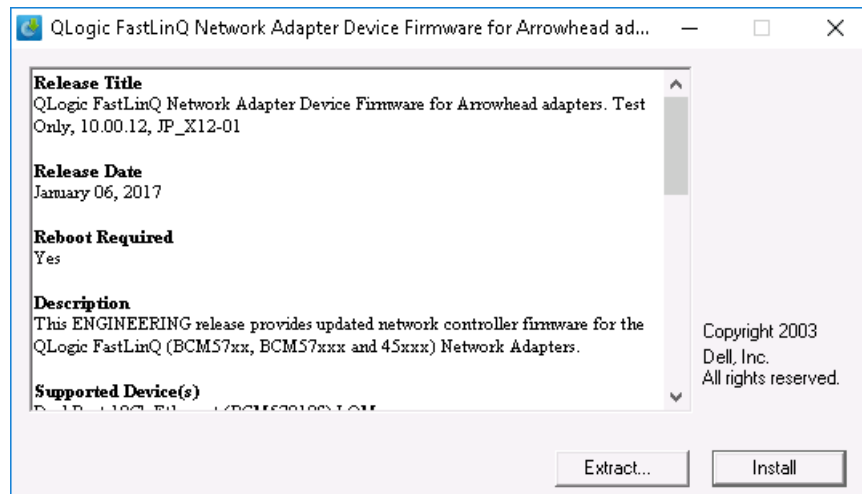 QLogic FastLinQ Network Adapter Device Firmware for Arrowhead ad...
Release Title
QLogic FastLinQ Network Adapter Device Firmware for Arrowhead adapters. Test
Only, 10.00.12, JP_X12-01
Release Date
January 06, 2017
Reboot Required
Yes
Description
This ENGINEERING release provides updated network controller firmware for the
QLogic FastLinQ (BCM57xx, BCM57xxx and 45xxx) Network Adapters.
Supported Device(s)
Copyright 2003
Dell, Inc.
All rights reserved.
Extract...
Install